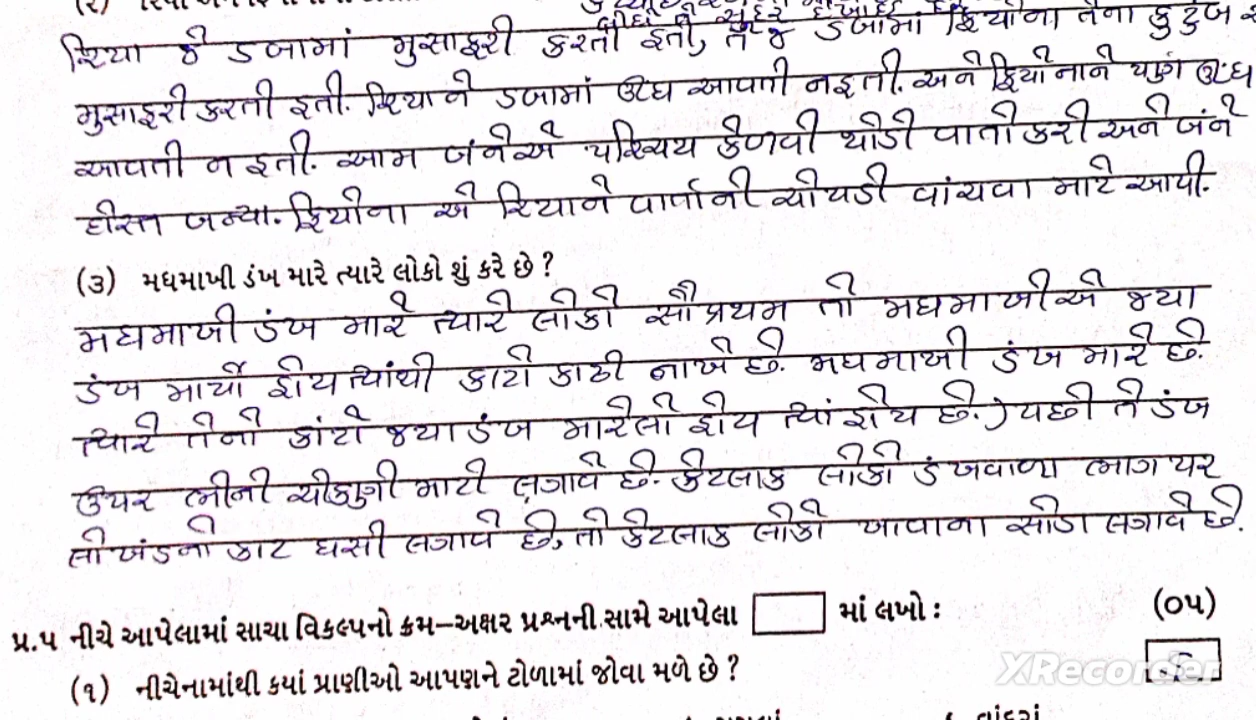 રિયા જે ડબામાં મુસાફરી કરતી હતી, તે જ ડબામાં ફિયોના તેના કુટુંબ
મુસાફરી કરતી હતી. રિયાને ડબામાં ઊંઘ આવતી નહતી. અને ફિયોનાને પણ ઊંઘ
આવતી ન હતી. આમ બંનેએ પરિચય કેળવી થોડી વાતો કરી અને બંને
દોસ્ત બન્યા. ફિયોના એ રિયાને વાર્તાની ચોપડી વાંચવા માટે આપી.
(૩) મધમાખી ડંખ મારે ત્યારે લોકો શું કરે છે ?
મધમાખી ડંખ મારે ત્યારે લોકો સૌપ્રથમ તો મધમાખીએ જયા
ડંખ માર્યો હોય ત્યાંથી કાટો કાઢી નાખે છે. મધમાખી ડંખ મારે છે.
ત્યારે તેનો કાંટો જયા ડંખ મારેલો હોય ત્યાં હોય છે.) પછી તે ડંખ
ઉપર ભીની ચીકણી માટી લગાવે છે. કેટલાક લોકો ડંખવાળા ભાગ પર
લોખંડનો કાટ ઘસી લગાવે છે, તો કેટલાક લોકો ખાવાના સોડા લગાવે છે.
પ્ર.૫ નીચે આપેલામાં સાચા વિકલ્પનો ક્રમ–અક્ષર પ્રશ્નની સામે આપેલા માં લખો : (૦૫)
(૧) નીચેનામાંથી કયાં પ્રાણીઓ આપણને ટોળામાં જોવા મળે છે ?
XRecorder